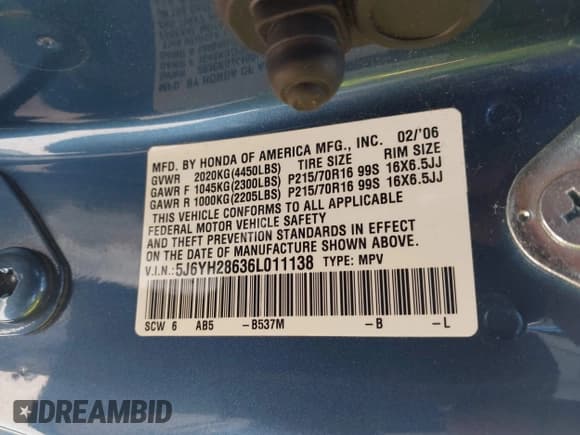 MFD. BY HONDA OF AMERICA MFG., INC. 02/'06
GVWR 2020KG(4450LBS) TIRE SIZE RIM SIZE
GAWR F 1045KG(2300LBS) P215/70R16 99S 16X6.5JJ
GAWR R 1000KG(2205LBS) P215/70R16 99S 16X6.5JJ
THIS VEHICLE CONFORMS TO ALL APPLICABLE
FEDERAL MOTOR VEHICLE SAFETY
AND THEFT PREVENTION STANDARDS IN EFFECT
ON THE DATE OF MANUFACTURE SHOWN ABOVE.
V.I.N.:5J6YH28636L011138 TYPE: MPV
SCW 6 AB5 -B537M -B -L
DREAMBID